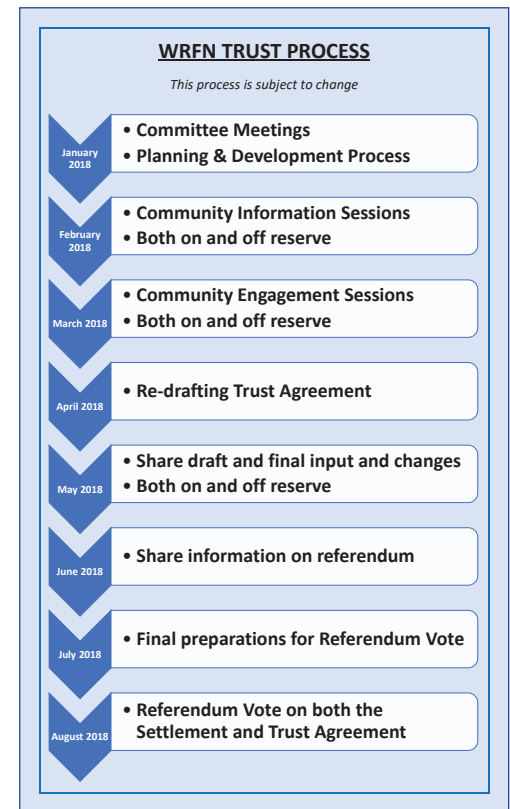 WRFN TRUST PROCESS
This process is subject to change
January
2018
• Committee Meetings
• Planning & Development Process
February
2018
• Community Information Sessions
• Both on and off reserve
March 2018
• Community Engagement Sessions
• Both on and off reserve
April 2018
• Re-drafting Trust Agreement
May 2018
• Share draft and final input and changes
• Both on and off reserve
June 2018
• Share information on referendum
July 2018
• Final preparations for Referendum Vote
August 2018
• Referendum Vote on both the
Settlement and Trust Agreement